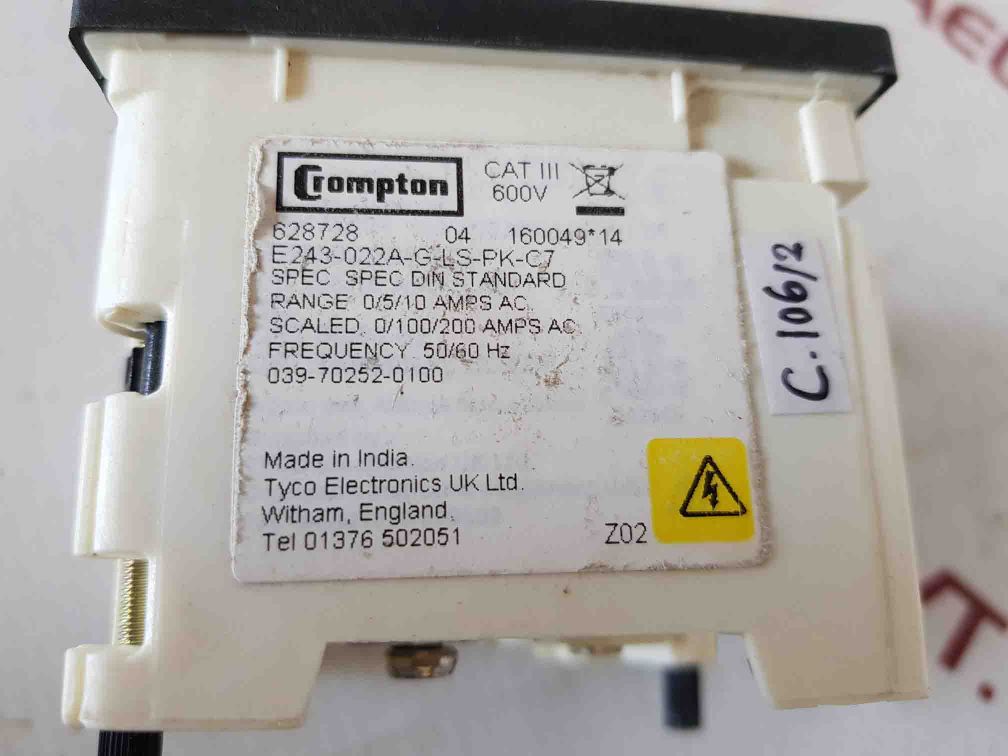 Crompton
CAT III
600V
628728 04 160049*14
E243-022A-G-LS-PK-C7
SPEC. SPEC DIN STANDARD
RANGE 0/5/10 AMPS AC
SCALED 0/100/200 AMPS AC
FREQUENCY 50/60 Hz
039-70252-0100
Made in India.
Tyco Electronics UK Ltd.
Witham, England.
Tel 01376 502051
Z02
C.106/2